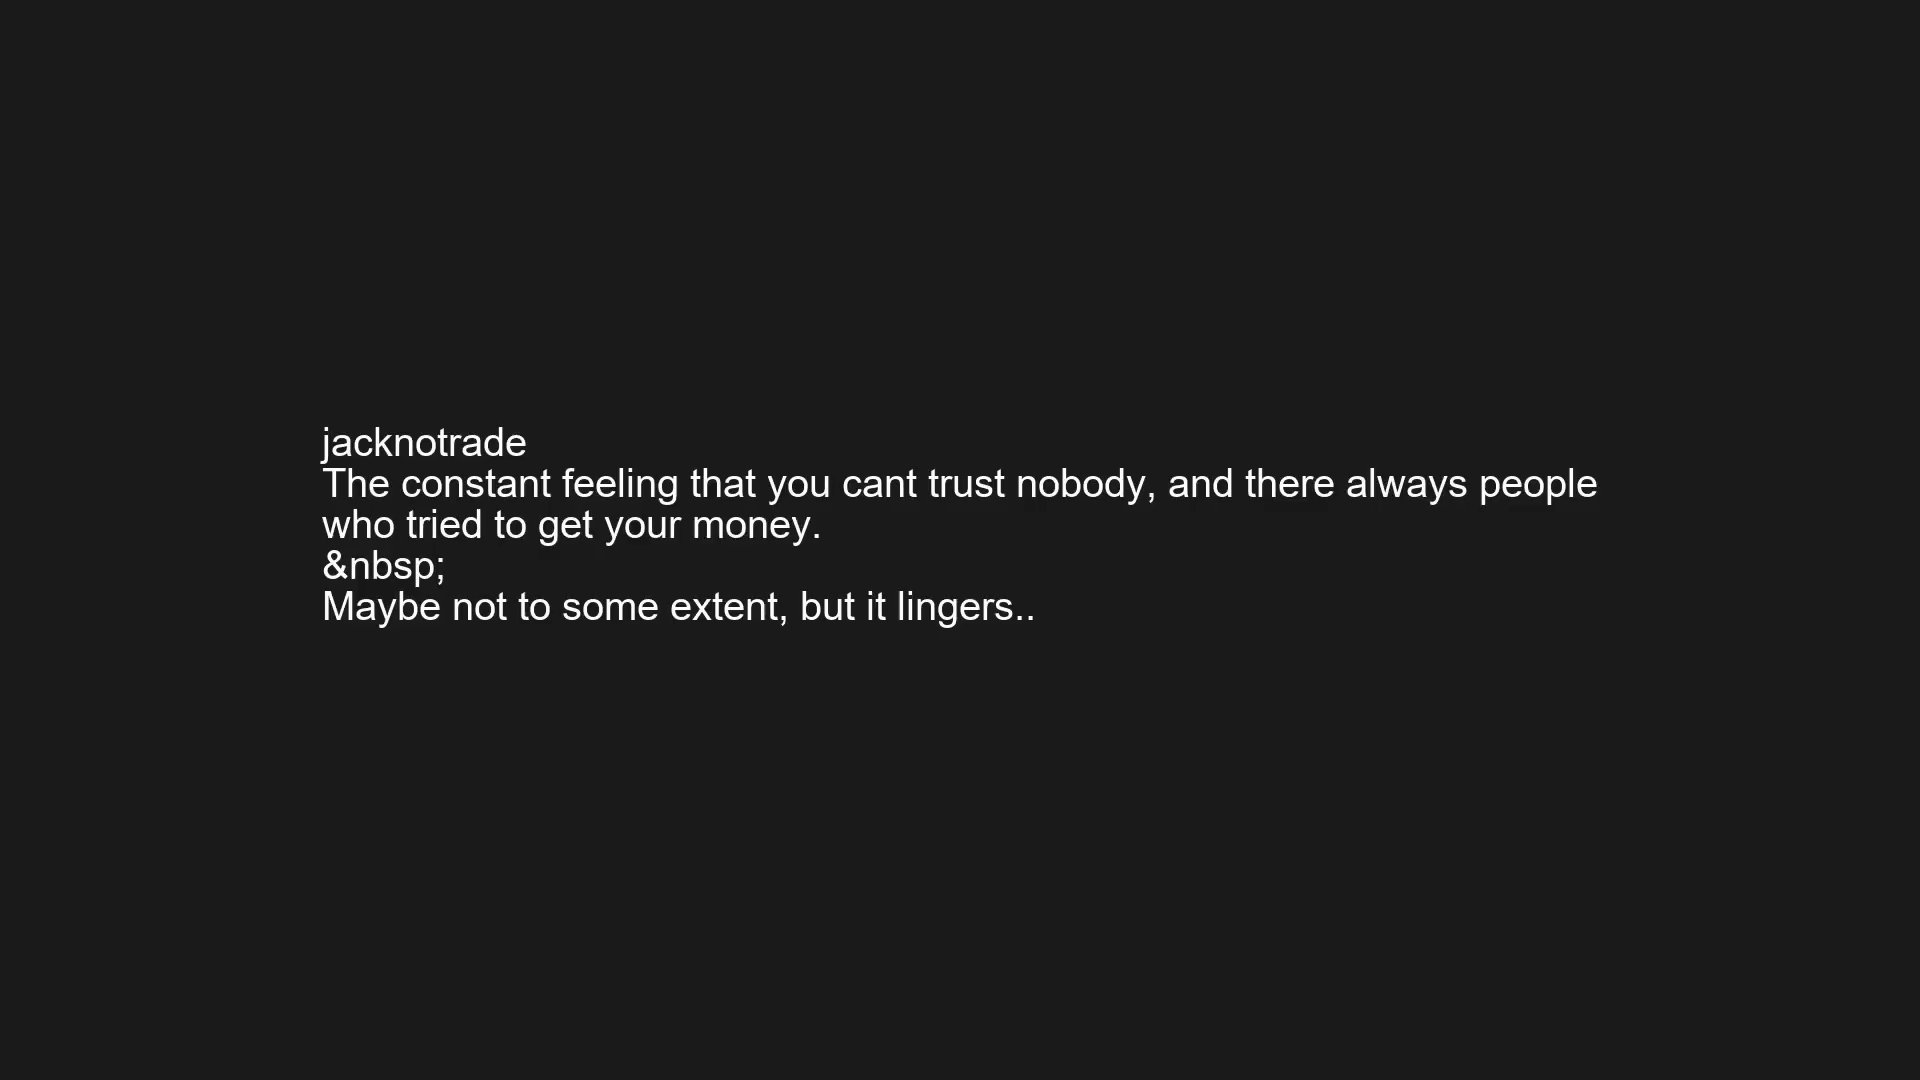 jacknotrade
The constant feeling that you cant trust nobody, and there always people
who tried to get your money.
&nbsp;
Maybe not to some extent, but it lingers..